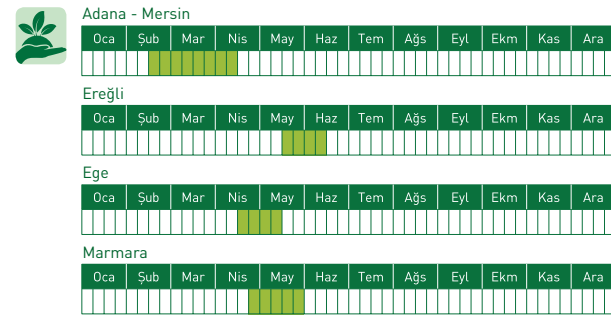 Adana - Mersin
Oca Şub Mar Nis May Haz Tem Ağs Eyl Ekm Kas Ara
Ereğli
Oca Şub Mar Nis May Haz Tem Ağs Eyl Ekm Kas Ara
Ege
Oca Şub Mar Nis May Haz Tem Ağs Eyl Ekm Kas Ara
Marmara
Oca Şub Mar Nis May Haz Tem Ağs Eyl Ekm Kas Ara